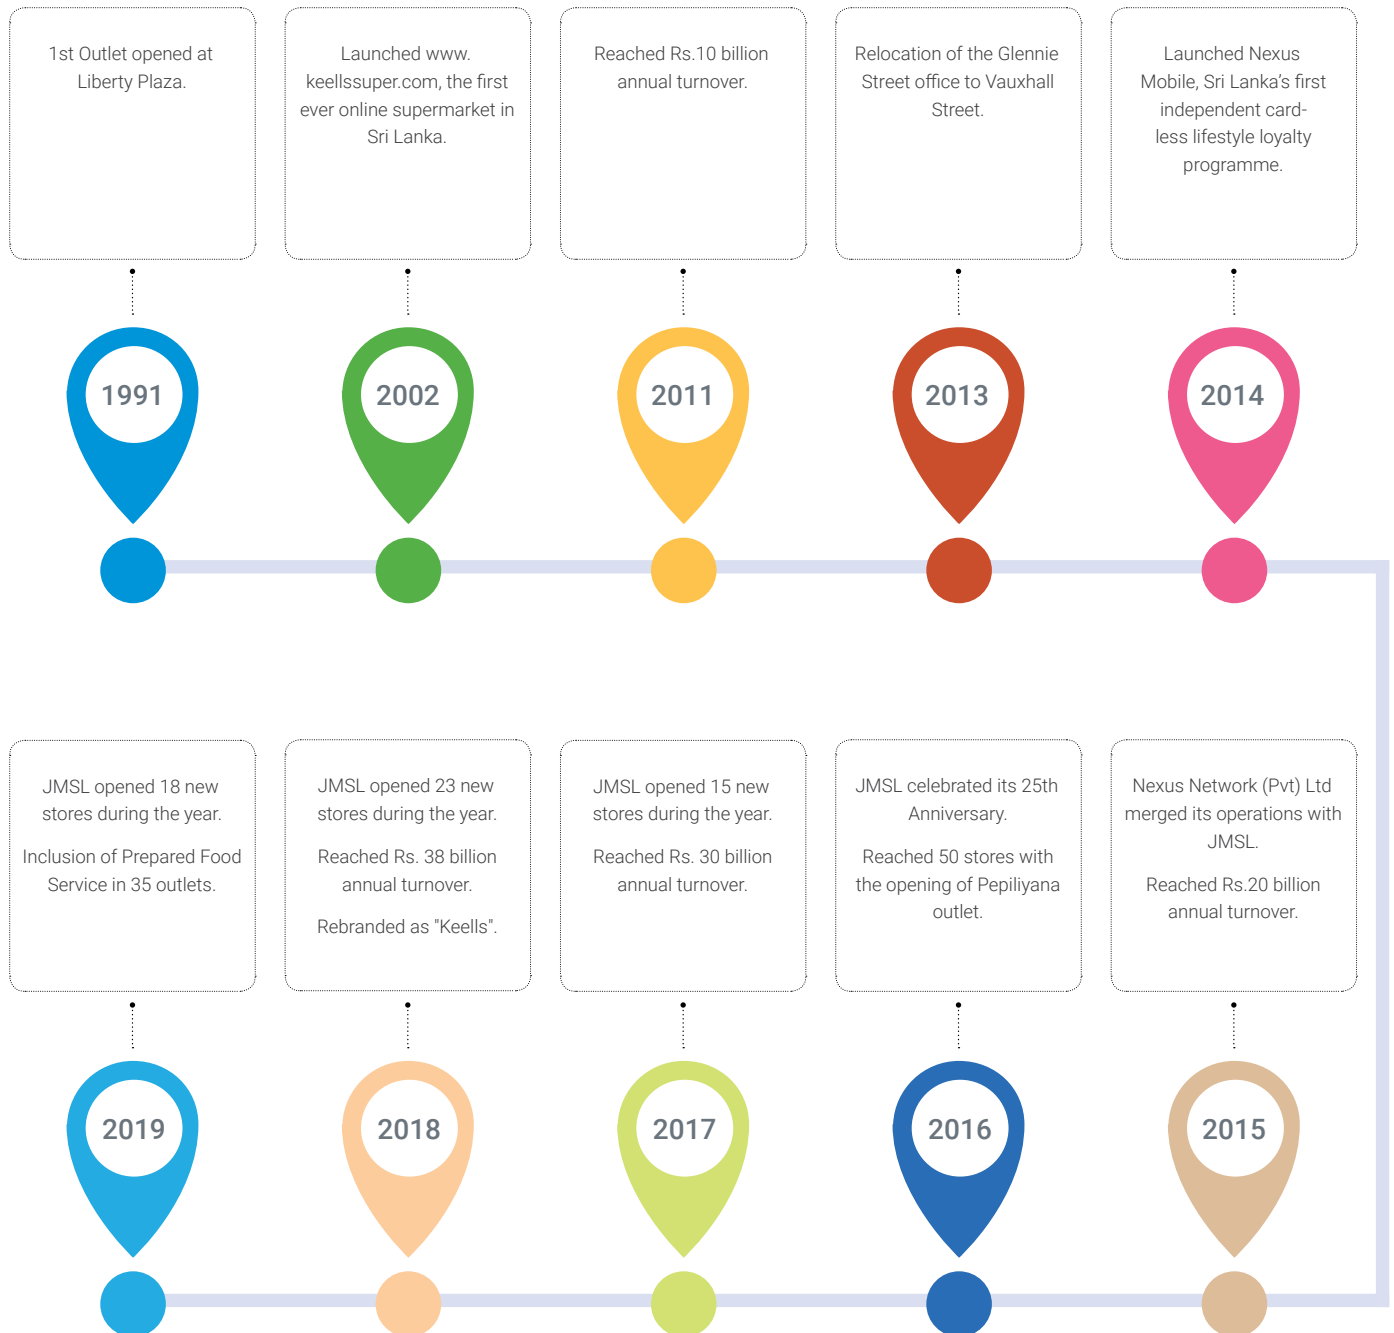 1st Outlet opened at
Liberty Plaza.
1991
Launched www.
keellssuper.com, the first
ever online supermarket in
Sri Lanka.
2002
Reached Rs.10 billion
annual turnover.
2011
Relocation of the Glennie
Street office to Vauxhall
Street.
2013
Launched Nexus
Mobile, Sri Lanka’s first
independent card-
less lifestyle loyalty
programme.
2014
Nexus Network (Pvt) Ltd
merged its operations with
JMSL.
Reached Rs.20 billion
annual turnover.
2015
JMSL celebrated its 25th
Anniversary.
Reached 50 stores with
the opening of Pepiliyana
outlet.
2016
JMSL opened 15 new
stores during the year.
Reached Rs. 30 billion
annual turnover.
2017
JMSL opened 23 new
stores during the year.
Reached Rs. 38 billion
annual turnover.
Rebranded as "Keells".
2018
JMSL opened 18 new
stores during the year.
Inclusion of Prepared Food
Service in 35 outlets.
2019